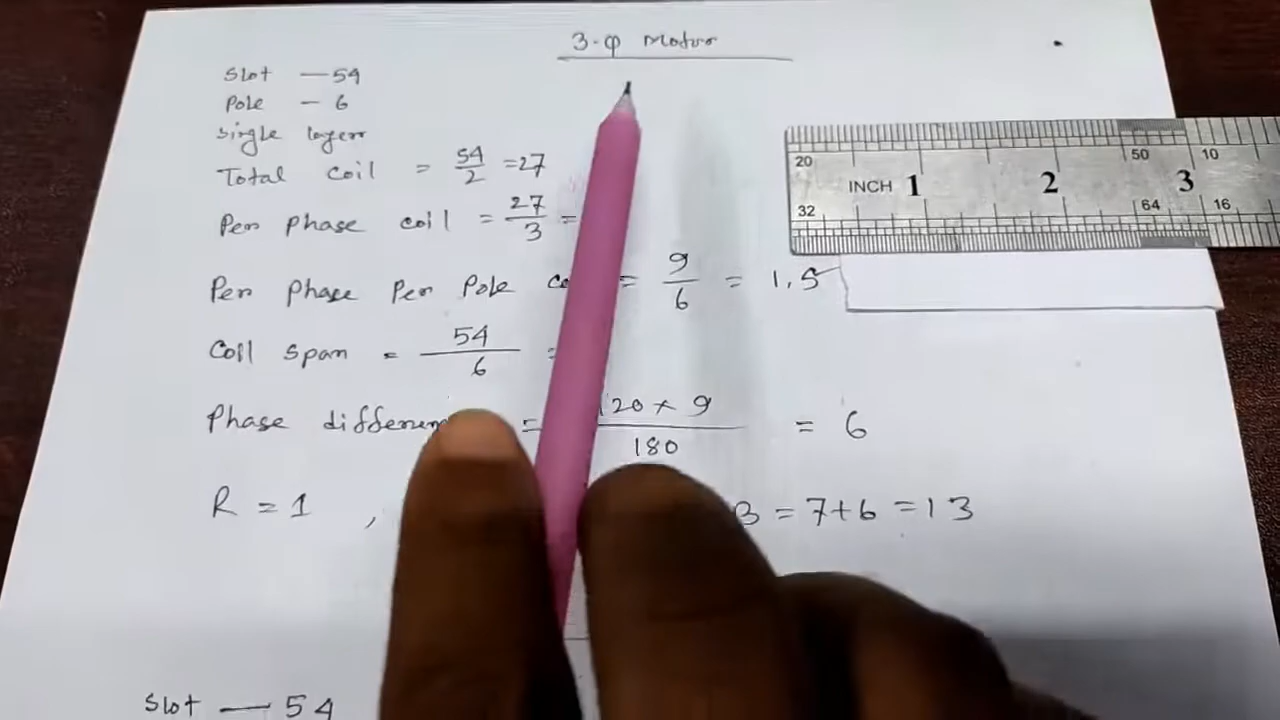 3-φ Motor
Slot — 54
Pole — 6
Single layer
Total coil = 54/2 = 27
Per phase coil = 27/3 =
Per phase Per Pole = 9/6 = 1.5
Coil span = 54/6 =
Phase = 120 × 9/180 = 6
R = 1 , B = 7+6 = 13
Slot — 54
20 50 10
INCH 1 2 3
32 64 16